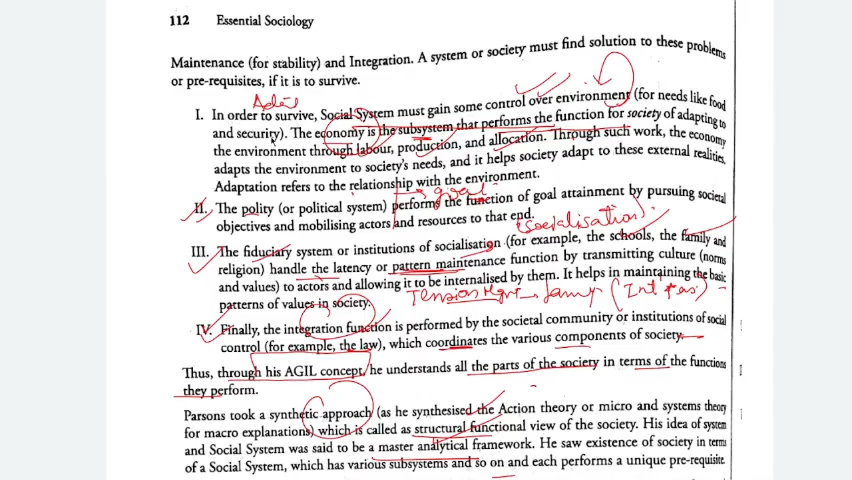 112 Essential Sociology
Maintenance (for stability) and Integration. A system or society must find solution to these problems
or pre-requisites, if it is to survive.
I. In order to survive, Social System must gain some control over environment (for needs like food
and security). The economy is the subsystem that performs the function for society of adapting to
the environment through labour, production, and allocation. Through such work, the economy
adapts the environment to society's needs, and it helps society adapt to these external realities.
Adaptation refers to the relationship with the environment.
goal
II. The polity (or political system) performs the function of goal attainment by pursuing societal
objectives and mobilising actors and resources to that end.
(Socialisation)
III. The fiduciary system or institutions of socialisation (for example, the schools, the family and
religion) handle the latency or pattern maintenance function by transmitting culture (norms
and values) to actors and allowing it to be internalised by them. It helps in maintaining the basic
patterns of values in society.
Tension
IV. Finally, the integration function is performed by the societal community or institutions of social
control (for example, the law), which coordinates the various components of society.
Thus, through his AGIL concept, he understands all the parts of the society in terms of the functions
they perform.
Parsons took a synthetic approach (as he synthesised the Action theory or micro and systems theory
for macro explanations) which is called as structural functional view of the society. His idea of system
and Social System was said to be a master analytical framework. He saw existence of society in terms
of a Social System, which has various subsystems and so on and each performs a unique pre-requisite.